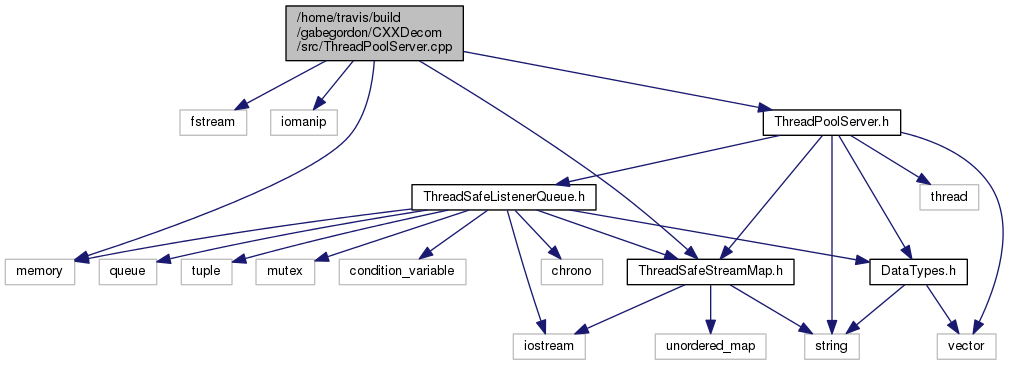 /home/travis/build
/gabegordon/CXXDecom
/src/ThreadPoolServer.cpp
fstream
iomanip
ThreadPoolServer.h
ThreadSafeListenerQueue.h
thread
memory
queue
tuple
mutex
condition_variable
chrono
ThreadSafeStreamMap.h
DataTypes.h
iostream
unordered_map
string
vector